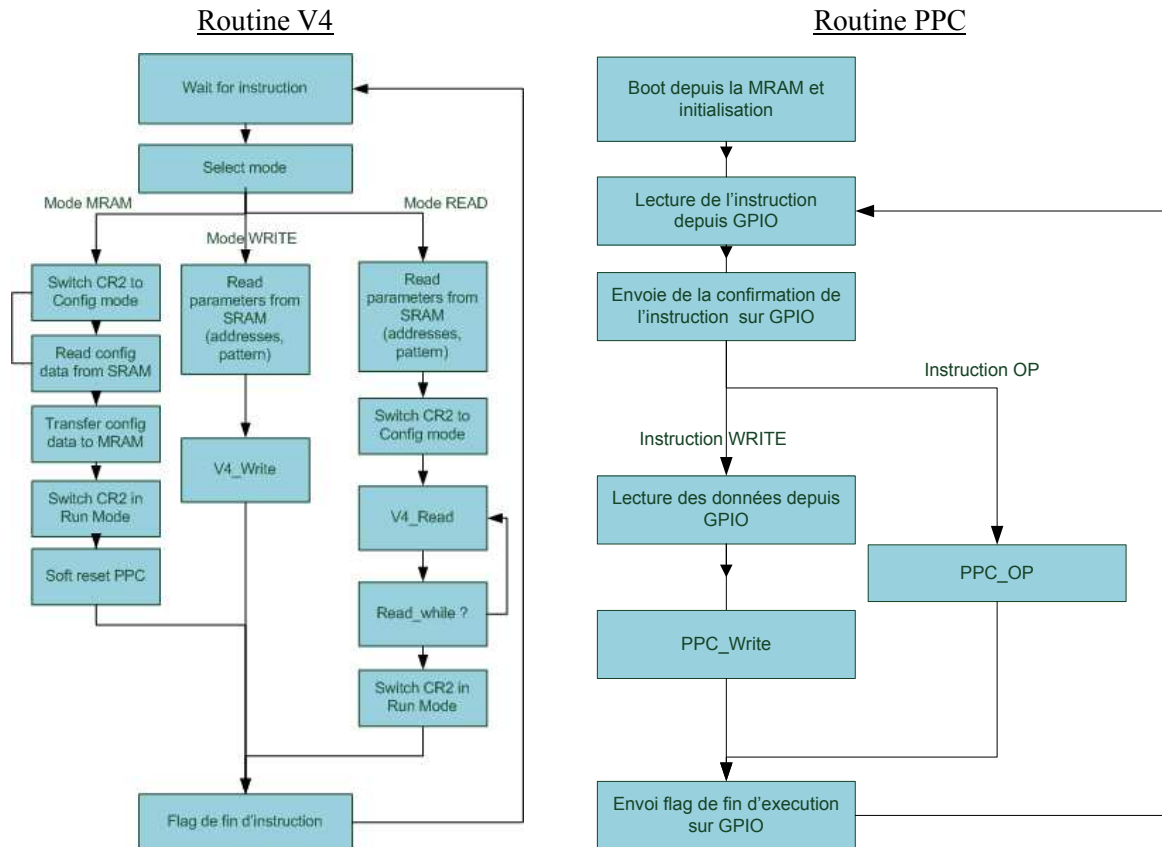 Routine V4
Wait for instruction
Select mode
Mode MRAM
Mode WRITE
Mode READ
Switch CR2 to
Config mode
Read config
data from SRAM
Transfer config
data to MRAM
Switch CR2 in
Run Mode
Soft reset PPC
Read
parameters from
SRAM
(addresses,
pattern)
V4_Write
Read
parameters from
SRAM
(addresses,
pattern)
Switch CR2 to
Config mode
V4_Read
Read_while ?
Switch CR2 in
Run Mode
Flag de fin d'instruction
Routine PPC
Boot depuis la MRAM et
initialisation
Lecture de l'instruction
depuis GPIO
Envoie de la confirmation de
l'instruction sur GPIO
Instruction OP
Instruction WRITE
Lecture des données depuis
GPIO
PPC_OP
PPC_Write
Envoi flag de fin d'execution
sur GPIO